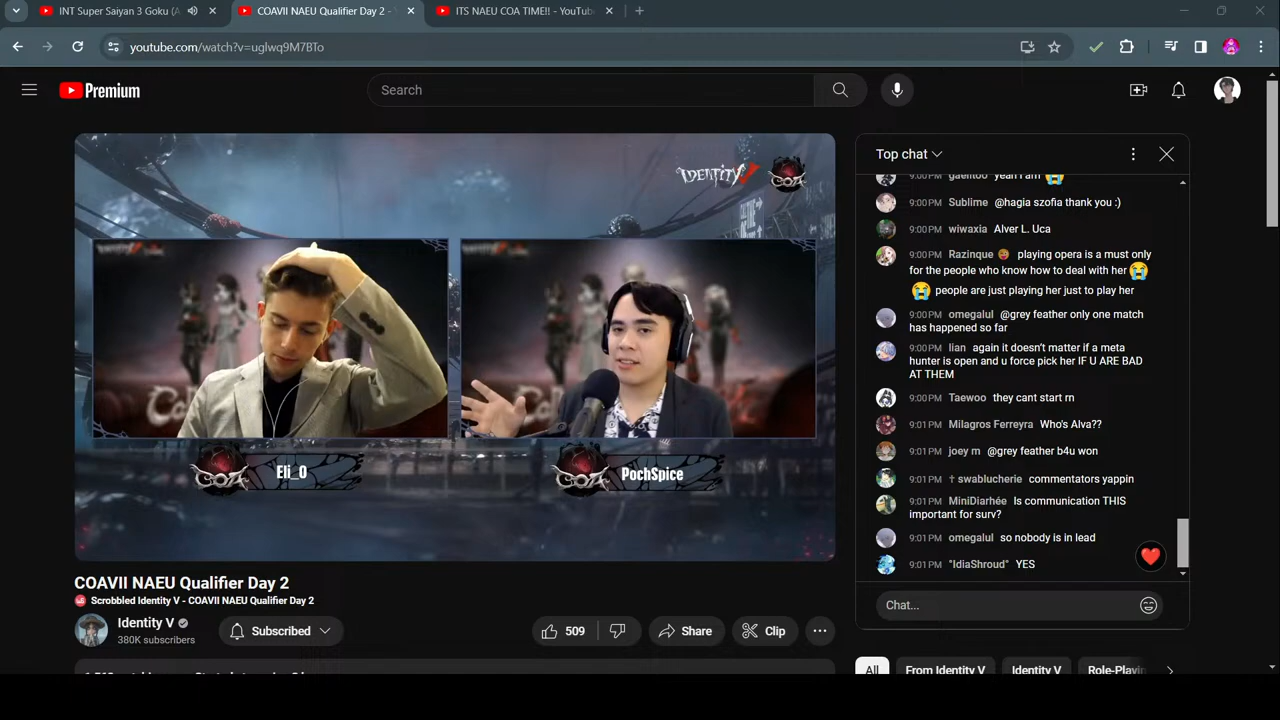 INT Super Saiyan 3 Goku (A
COAVII NAEU Qualifier Day 2 -
ITS NAEU COA TIME!! - YouTub
youtube.com/watch?v=uglwq9M7BTo
Premium
Search
IDENTITY V
COA
Eli_O
COA
PochSpice
COA
COAVII NAEU Qualifier Day 2
Scrobbled Identity V - COAVII NAEU Qualifier Day 2
Identity V
380K subscribers
Subscribed
509
Share
Clip
Top chat
9:00 PM yeah I am 😭
9:00 PM Sublime @hagia szofia thank you :)
9:00 PM wiwaxia Alver L. Uca
9:00 PM Razinque playing opera is a must only
for the people who know how to deal with her 😭
😭 people are just playing her just to play her
9:00 PM omegalul @grey feather only one match
has happened so far
9:00 PM lian again it doesn't matter if a meta
hunter is open and u force pick her IF U ARE BAD
AT THEM
9:00 PM Taewoo they cant start rn
9:01 PM Milagros Ferreyra Who's Alva??
9:01 PM joey m @grey feather b4u won
9:01 PM † swablucherie commentators yappin
9:01 PM MiniDiarhée Is communication THIS
important for surv?
9:01 PM omegalul so nobody is in lead
9:01 PM "IdiaShroud" YES
Chat...
All
From Identity V
Identity V
Role-Playin